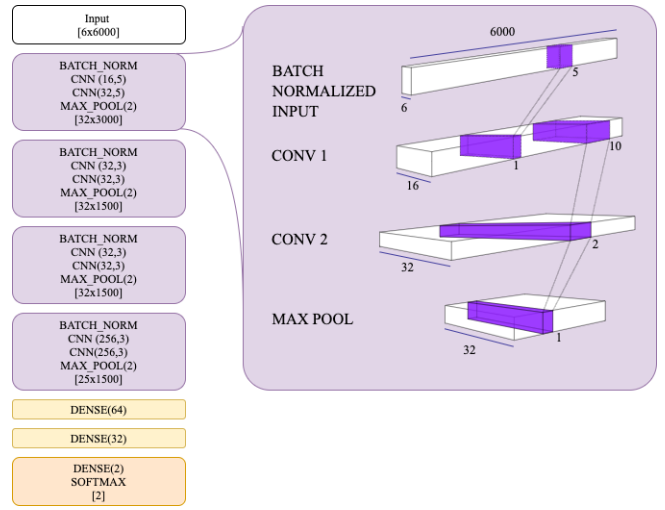 Input
[6x6000]
BATCH_NORM
CNN (16,5)
CNN(32,5)
MAX_POOL(2)
[32x3000]
BATCH_NORM
CNN (32,3)
CNN(32,3)
MAX_POOL(2)
[32x1500]
BATCH_NORM
CNN (32,3)
CNN(32,3)
MAX_POOL(2)
[32x1500]
BATCH_NORM
CNN (256,3)
CNN(256,3)
MAX_POOL(2)
[25x1500]
DENSE(64)
DENSE(32)
DENSE(2)
SOFTMAX
[2]
6000
BATCH
NORMALIZED
INPUT
5
6
CONV 1
10
1
16
CONV 2
2
32
MAX POOL
1
32